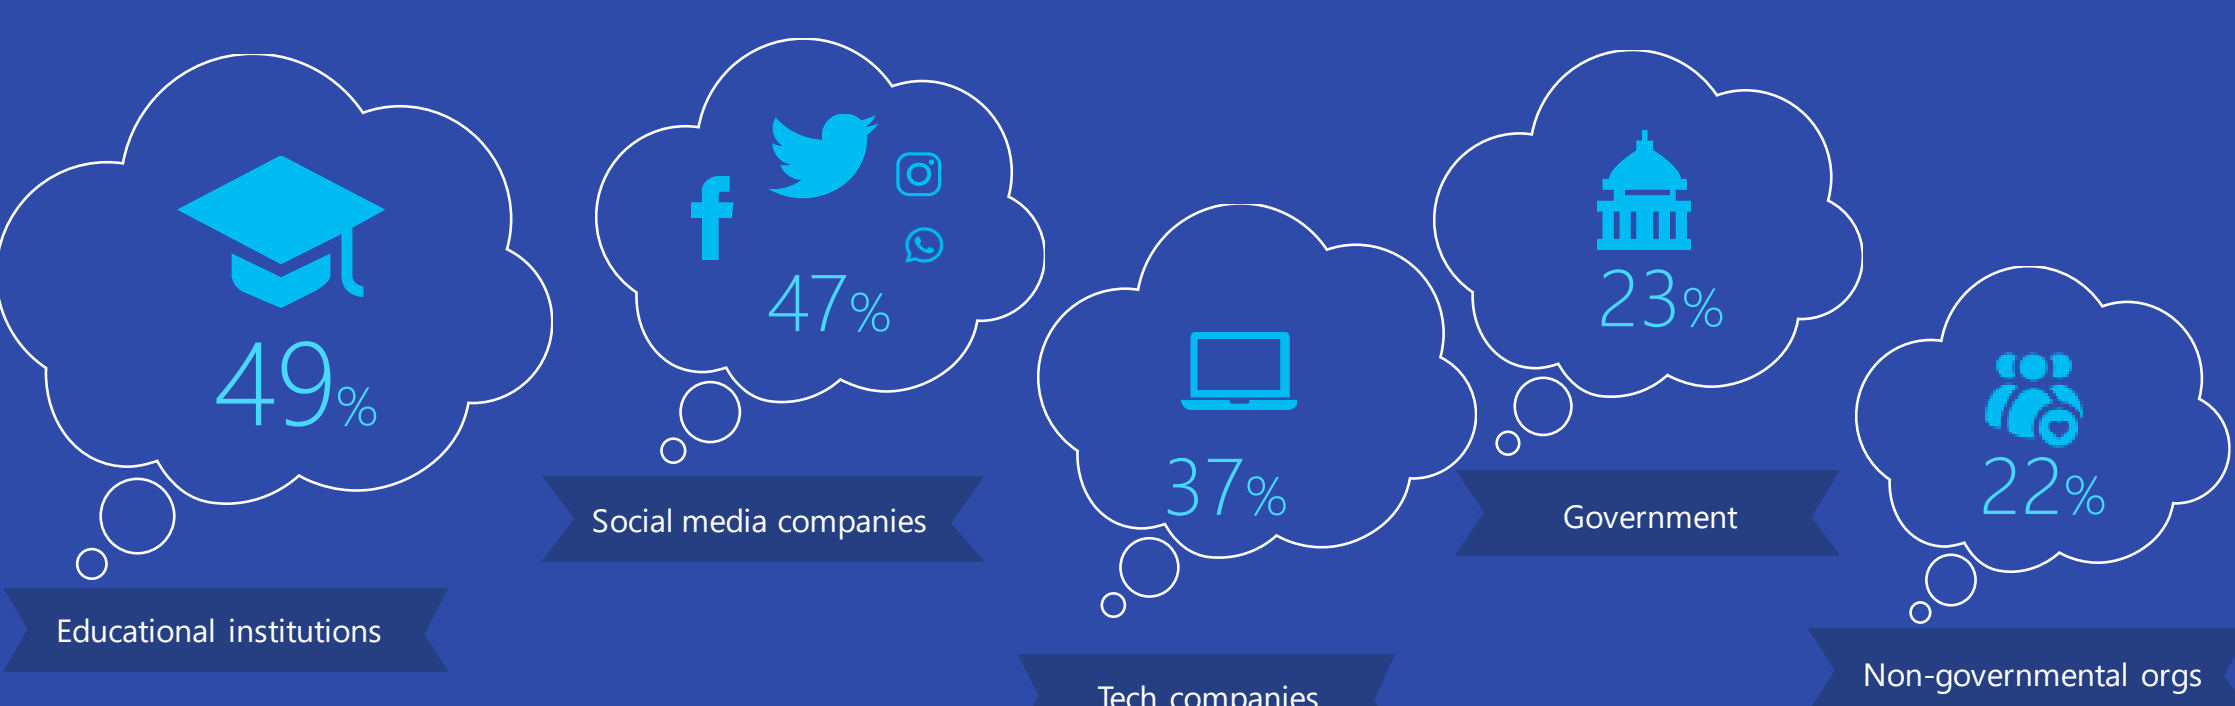 49%
Educational institutions
47%
Social media companies
37%
Tech companies
23%
Government
22%
Non-governmental orgs